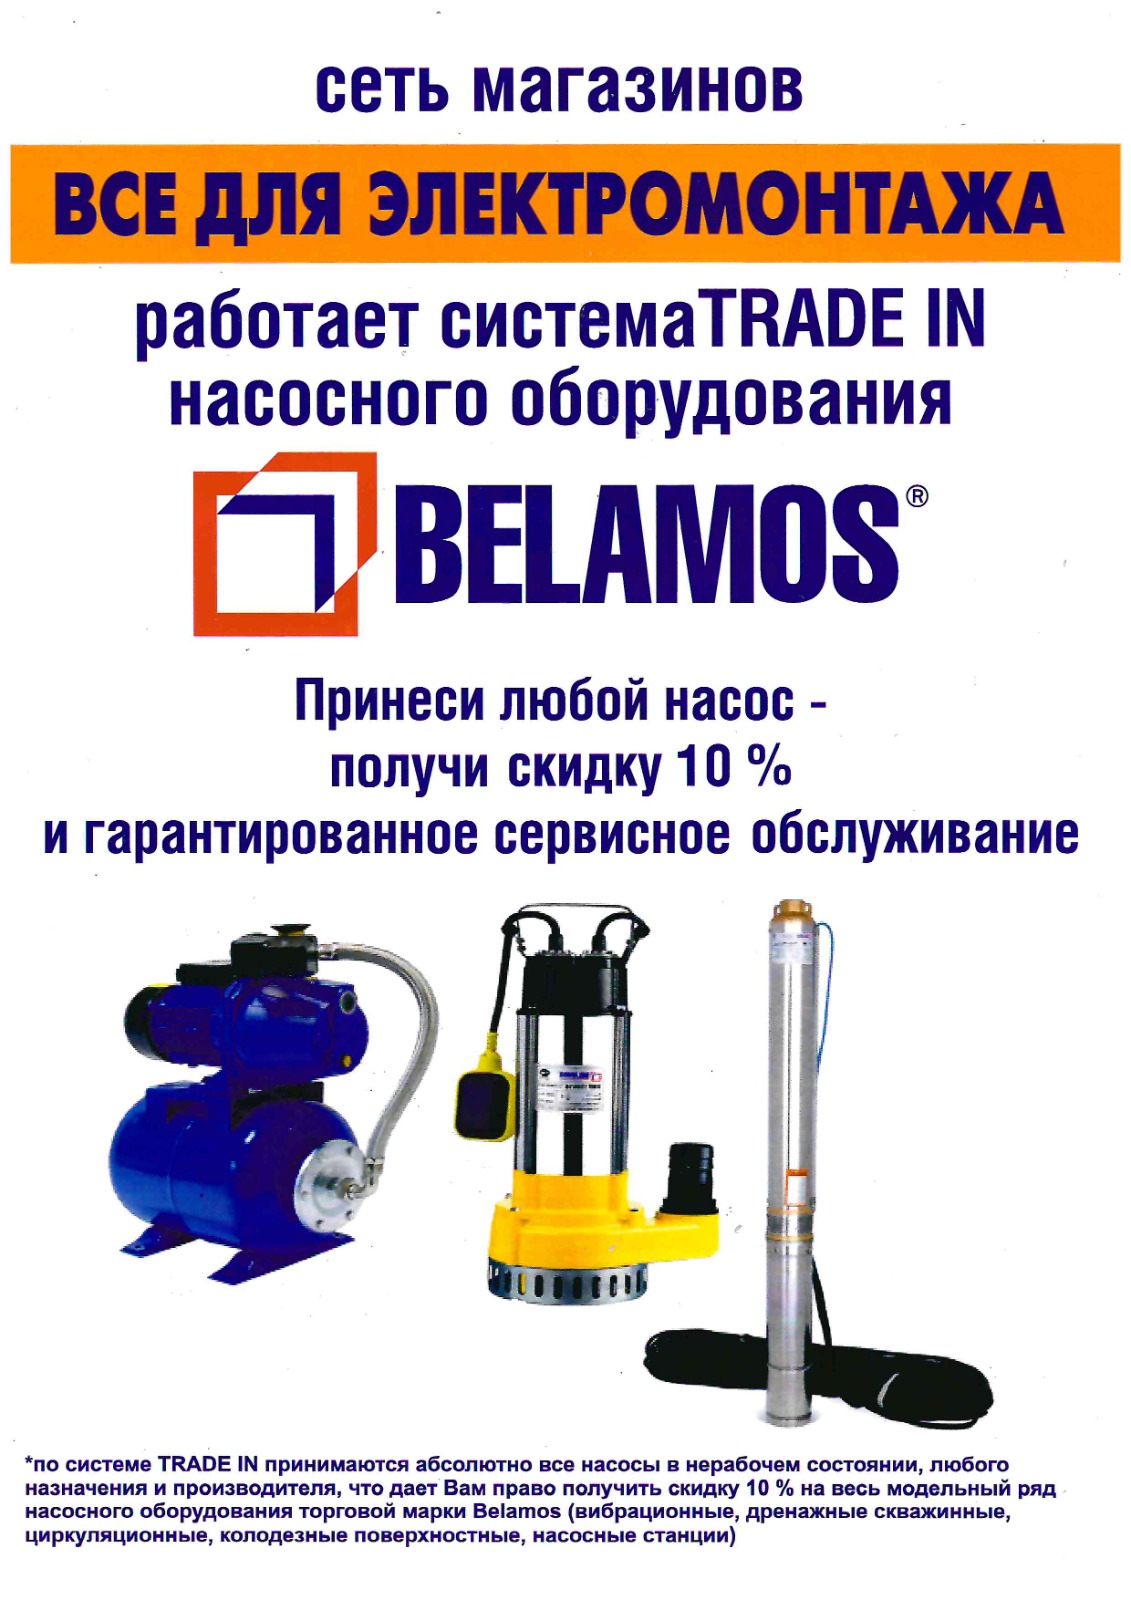 сеть магазинов
ВСЕ ДЛЯ ЭЛЕКТРОМОНТАЖА
работает системаTRADE IN
насосного оборудования
BELAMOS®
Принеси любой насос -
получи скидку 10 %
и гарантированное сервисное обслуживание
*по системе TRADE IN принимаются абсолютно все насосы в нерабочем состоянии, любого
назначения и производителя, что дает Вам право получить скидку 10 % на весь модельный ряд
насосного оборудования торговой марки Belamos (вибрационные, дренажные скважинные,
циркуляционные, колодезные поверхностные, насосные станции)